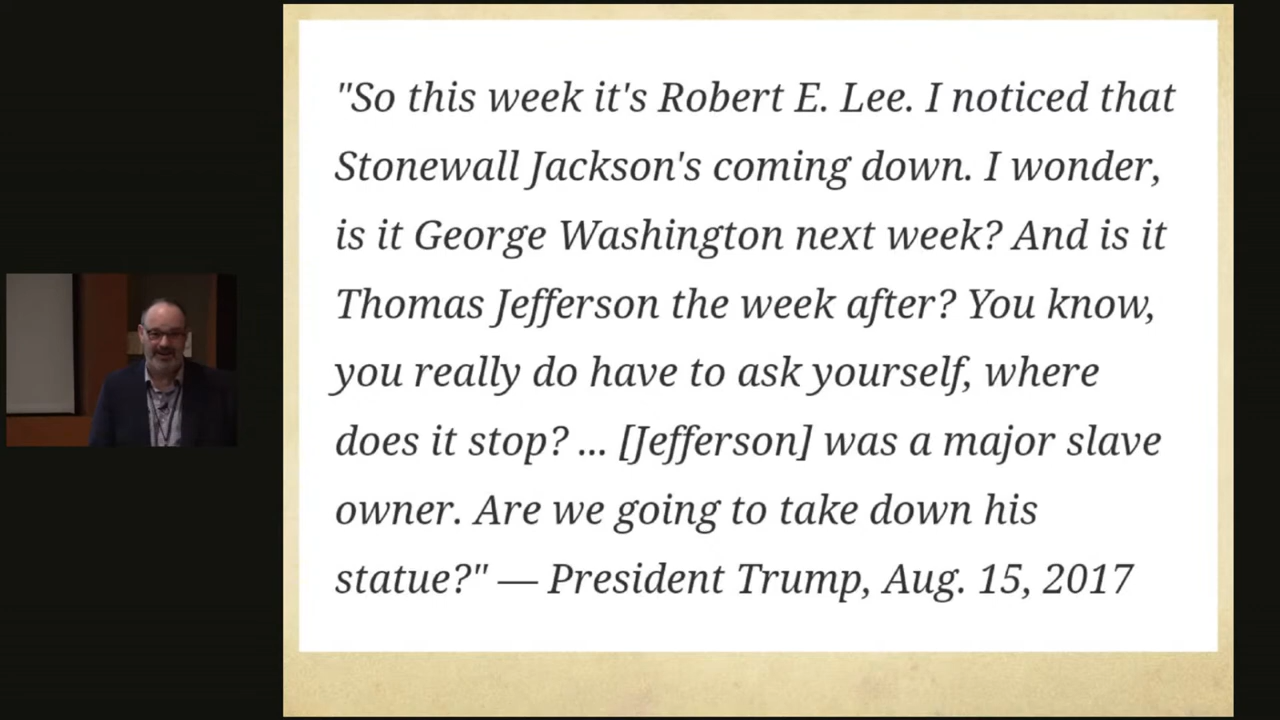 "So this week it's Robert E. Lee. I noticed that
Stonewall Jackson's coming down. I wonder,
is it George Washington next week? And is it
Thomas Jefferson the week after? You know,
you really do have to ask yourself, where
does it stop? ... [Jefferson] was a major slave
owner. Are we going to take down his
statue?" — President Trump, Aug. 15, 2017